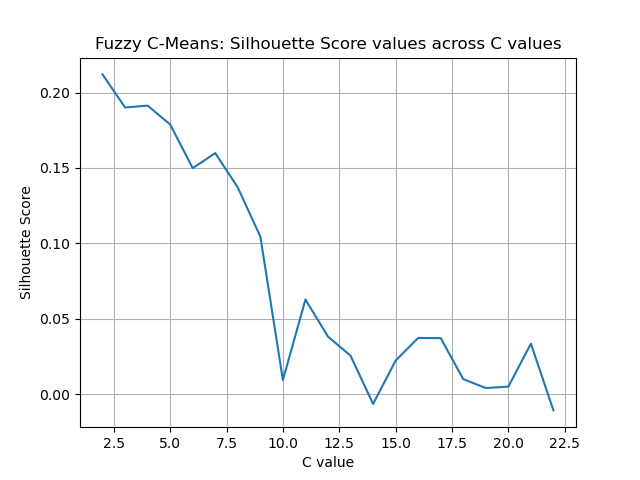 Fuzzy C-Means: Silhouette Score values across C values
Silhouette Score
0.20
0.15
0.10
0.05
0.00
2.5 5.0 7.5 10.0 12.5 15.0 17.5 20.0 22.5
C value